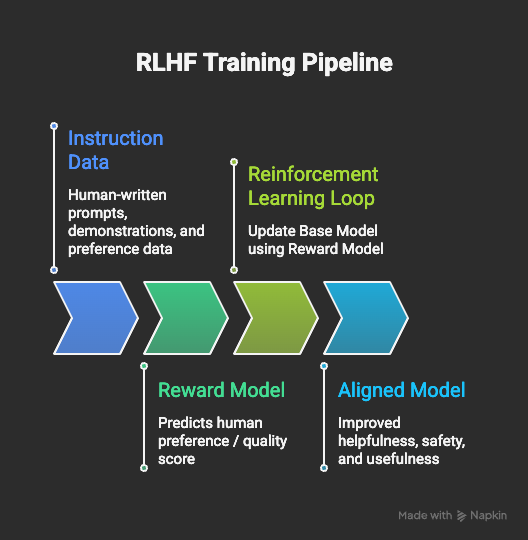 RLHF Training Pipeline
Instruction
Data
Human-written
prompts,
demonstrations, and
preference data
Reinforcement
Learning Loop
Update Base Model
using Reward Model
Reward Model
Predicts human
preference / quality
score
Aligned Model
Improved
helpfulness, safety,
and usefulness
Made with Napkin